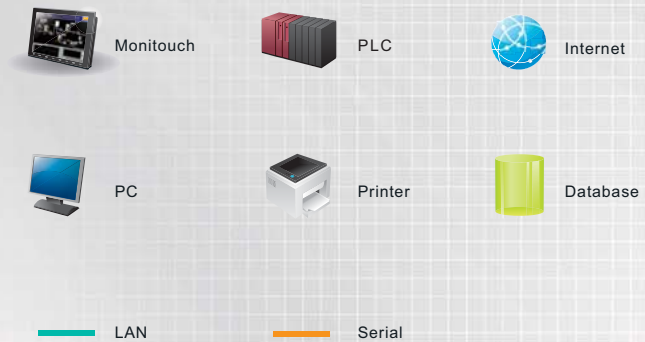 Monitouch
PLC
Internet
PC
Printer
Database
LAN
Serial